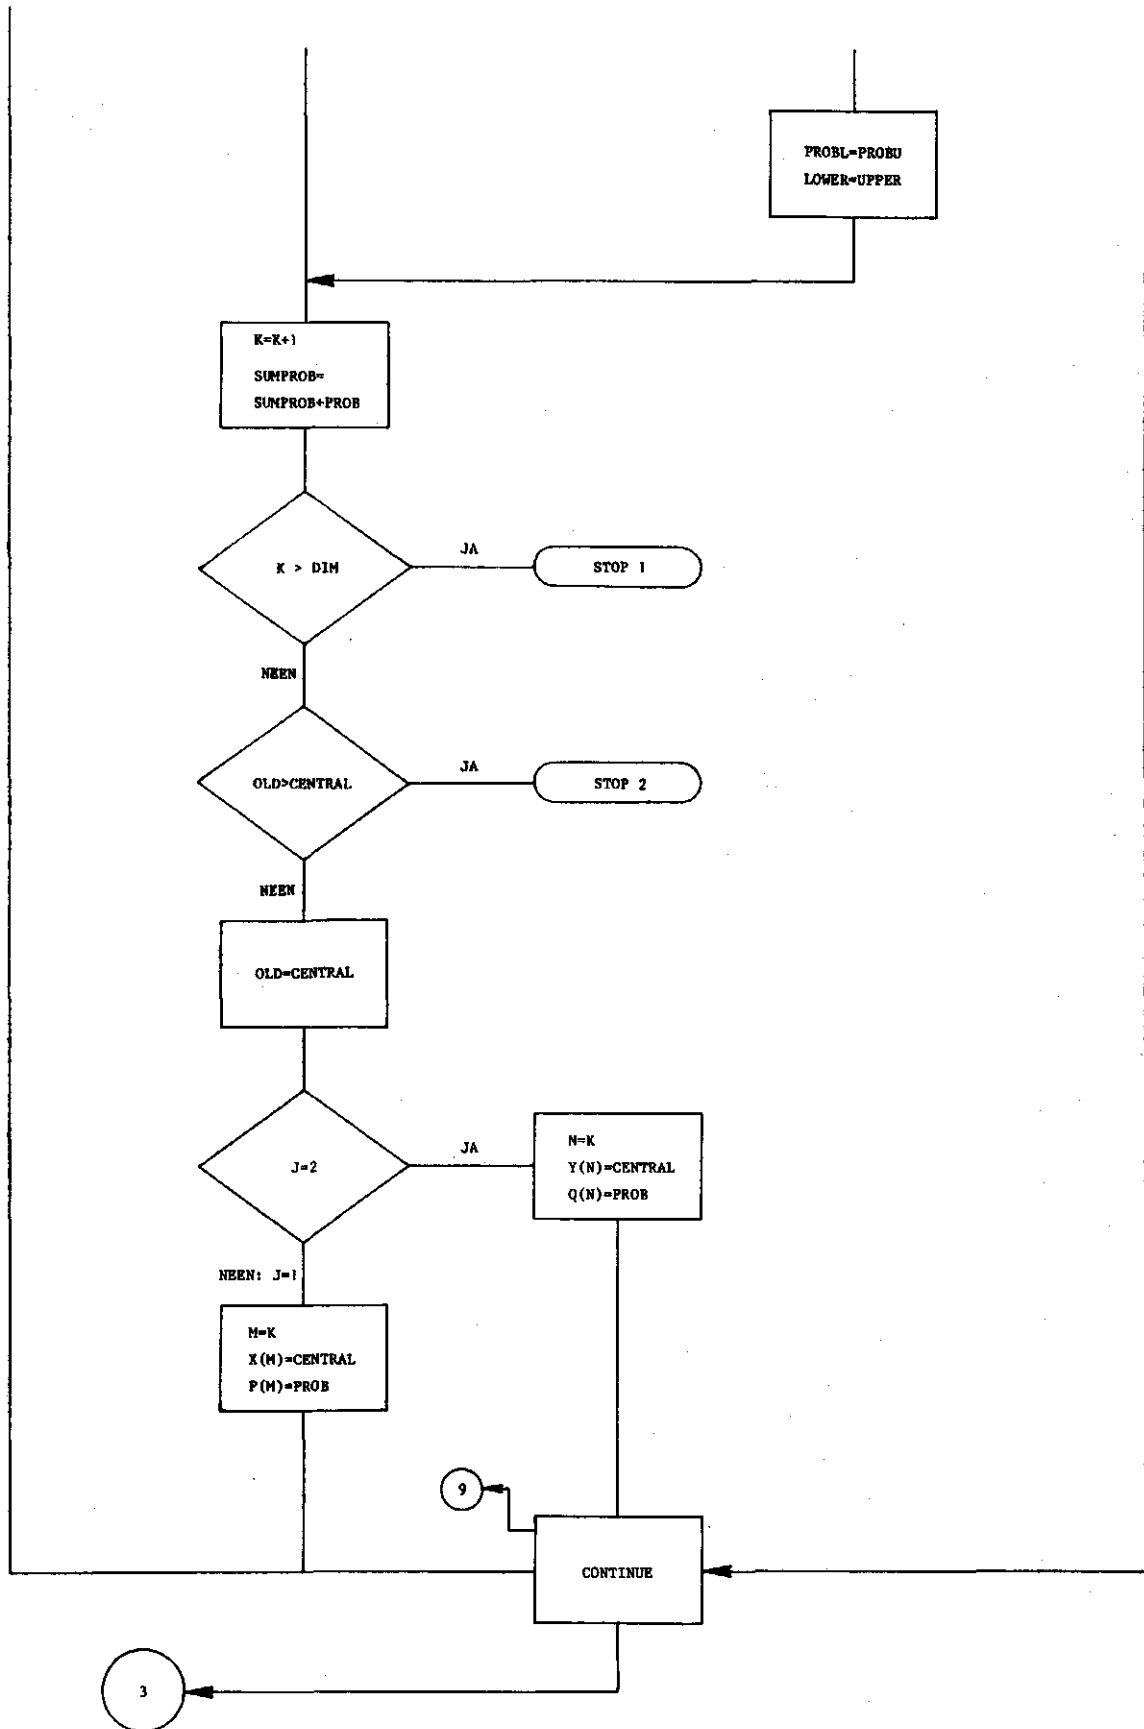 PROBL=PROBU
LOWER=UPPER
K=K+1
SUMPROB=
SUMPROB+PROB
K > DIM
JA
STOP 1
NEEN
OLD>CENTRAL
JA
STOP 2
NEEN
OLD=CENTRAL
J=2
JA
N=K
Y(N)=CENTRAL
Q(N)=PROB
NEEN: J=1
M=K
X(M)=CENTRAL
P(M)=PROB
9
CONTINUE
3